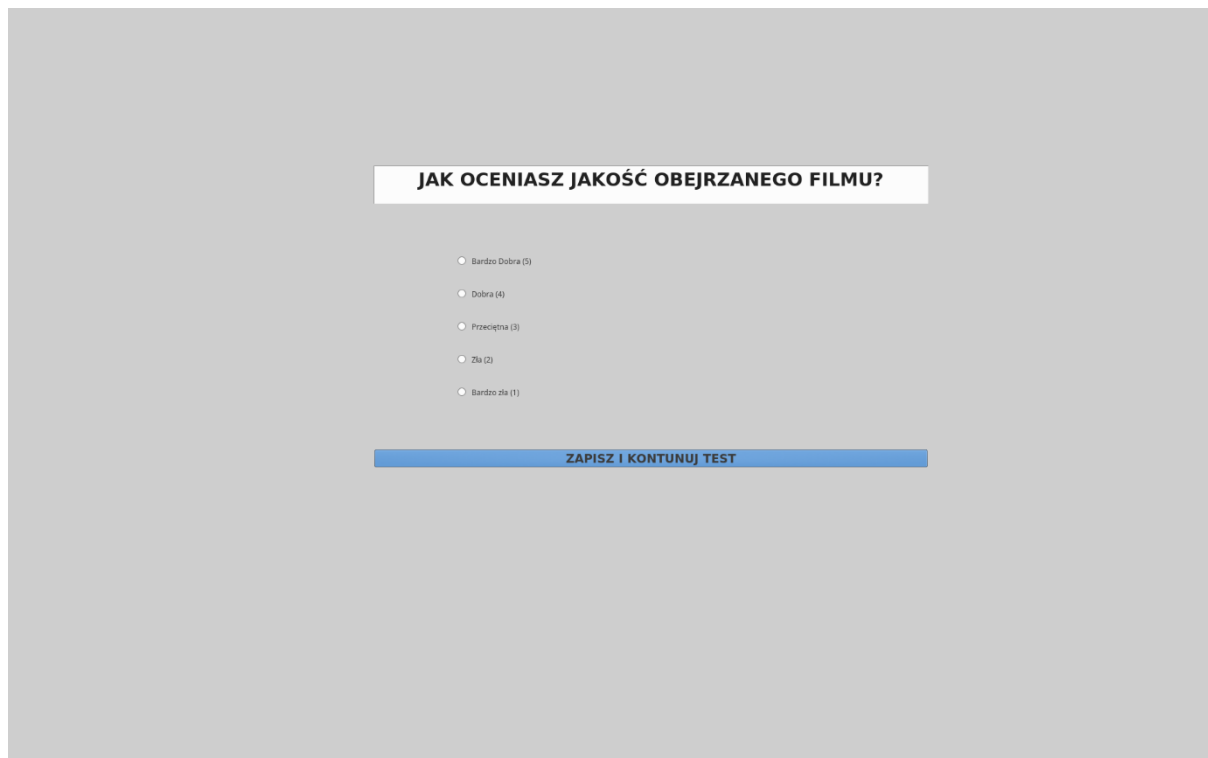 JAK OCENIASZ JAKOŚĆ OBEJRZANEGO FILMU?
Bardzo Dobra (5)
Dobra (4)
Przeciętna (3)
Zła (2)
Bardzo zła (1)
ZAPISZ I KONTUNUJ TEST